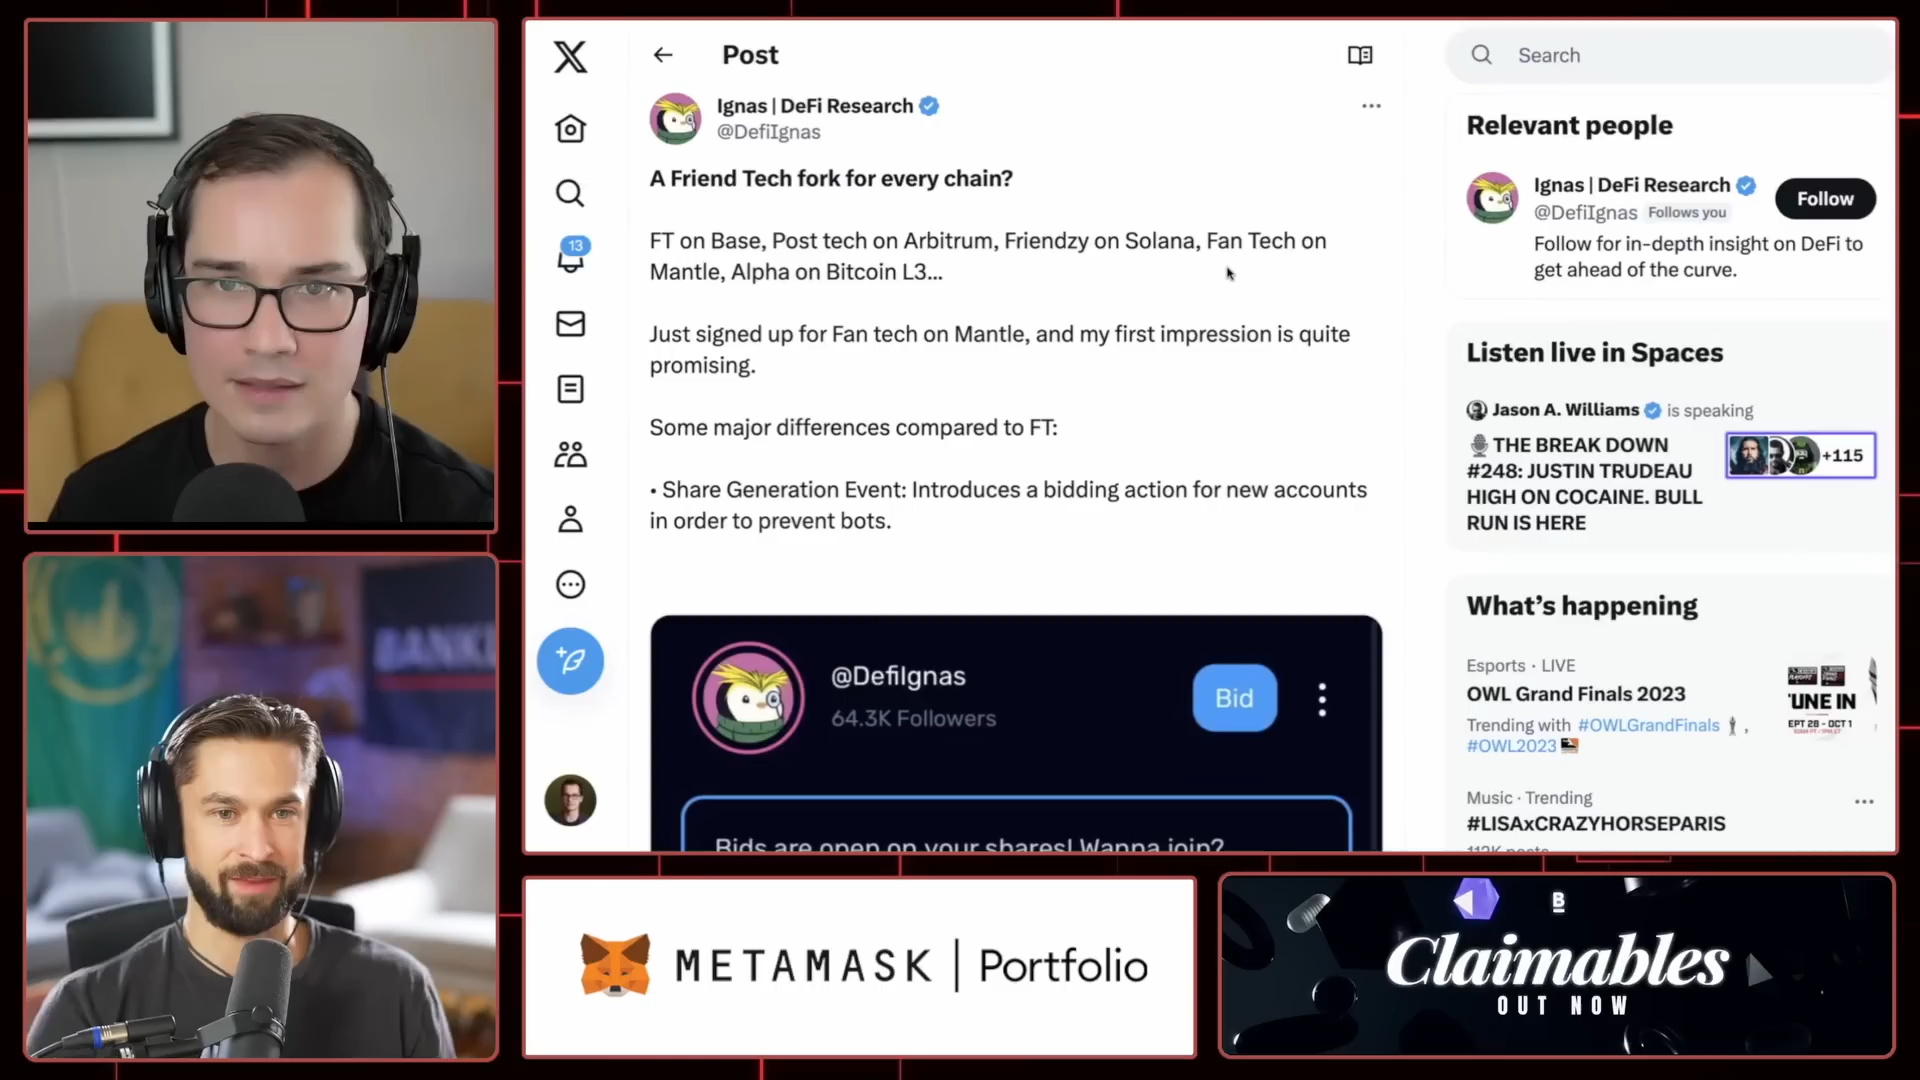 Post
Search
Ignas | DeFi Research
@DefiIgnas
A Friend Tech fork for every chain?
FT on Base, Post tech on Arbitrum, Friendzy on Solana, Fan Tech on
Mantle, Alpha on Bitcoin L3...
Just signed up for Fan tech on Mantle, and my first impression is quite
promising.
Some major differences compared to FT:
• Share Generation Event: Introduces a bidding action for new accounts
in order to prevent bots.
@DefiIgnas
64.3K Followers
Bid
Bids are open on your shares! Wanna join?
13
Relevant people
Ignas | DeFi Research
@DefiIgnas Follows you
Follow
Follow for in-depth insight on DeFi to
get ahead of the curve.
Listen live in Spaces
Jason A. Williams is speaking
THE BREAK DOWN
#248: JUSTIN TRUDEAU
HIGH ON COCAINE. BULL
RUN IS HERE
+115
What's happening
Esports · LIVE
OWL Grand Finals 2023
Trending with #OWLGrandFinals ,
#OWL2023
'UNE IN
Music · Trending
#LISAxCRAZYHORSEPARIS
BANKL
METAMASK | Portfolio
B
Claimables
OUT NOW